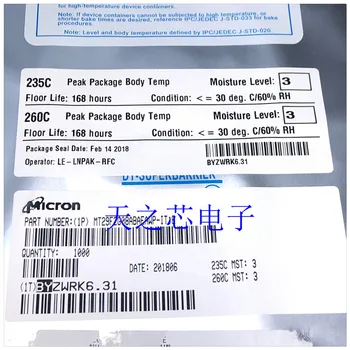 for high-temperature device containers
If device containers cannot be subjected to high temperature or
shorter bake times are desired, reference IPC/JEDEC J-STD-033 for
bake procedure.
Note: Level and body temperature defined by IPC/JEDEC J-STD-020
235C Peak Package Body Temp Moisture Level: 3
Floor Life: 168 hours Condition: < = 30 deg. C/60% RH
260C Peak Package Body Temp Moisture Level: 3
Floor Life: 168 hours Condition: < = 30 deg. C/60% RH
Package Seal Date: Feb 14 2018
Operator: LE-LNPAK-RFC BYZWRK6.31
天之芯电子
Micron
PART NUMBER:(1P)
QUANTITY: 1000
DATE: 201806
235C MST: 3
260C MST: 3
(1T)BYZWRK6.31